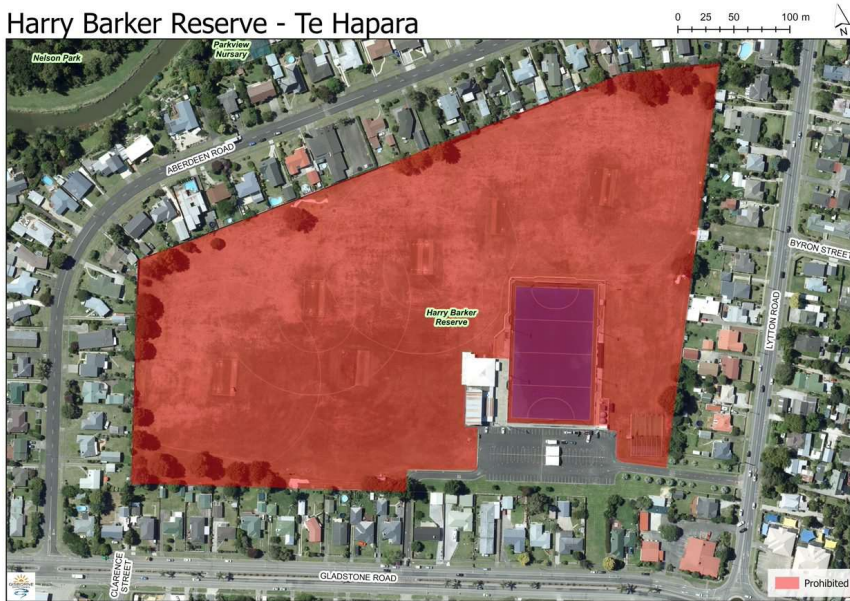 Harry Barker Reserve - Te Hapara
0 25 50 100 m
N
Nelson Park
Parkview
Nursary
ABERDEEN ROAD
BYRON STREET
Harry Barker
Reserve
LYTTON ROAD
CLARENCE
STREET
GLADSTONE ROAD
Prohibited